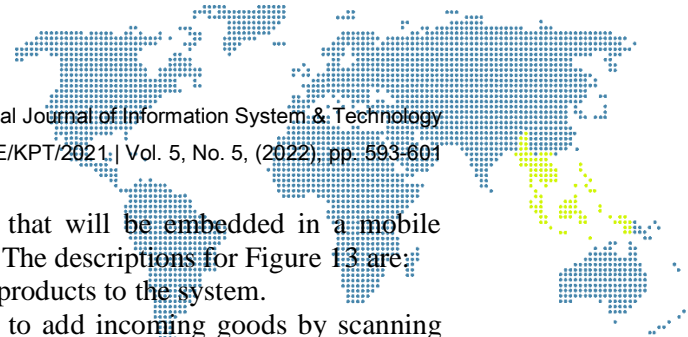 al Journal of Information System & Technology
E/KPT/2021 | Vol. 5, No. 5, (2022), pp. 593-601
that will be embedded in a mobile
The descriptions for Figure 13 are:
products to the system.
to add incoming goods by scanning